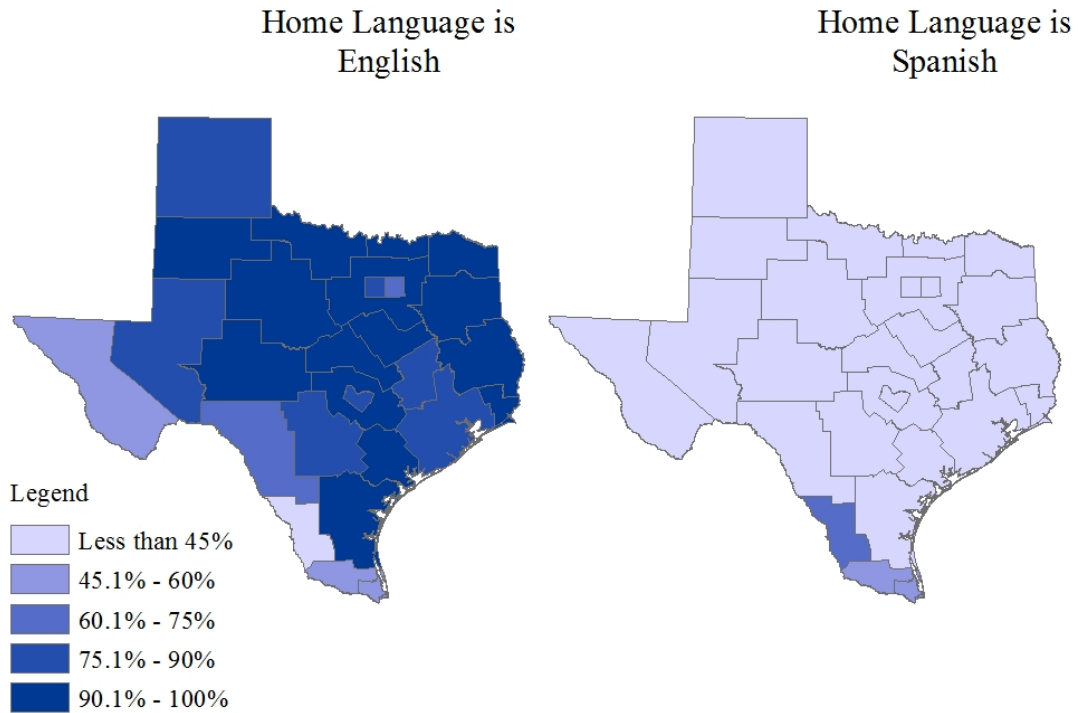 Home Language is
English
Home Language is
Spanish
Legend
Less than 45%
45.1% - 60%
60.1% - 75%
75.1% - 90%
90.1% - 100%